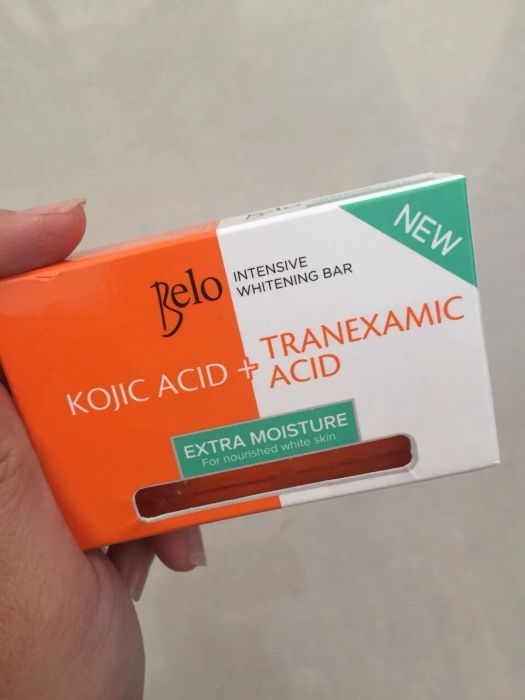 NEW
Belo
INTENSIVE
WHITENING BAR
KOJIC ACID + TRANEXAMIC
ACID
EXTRA MOISTURE
For nourished white skin